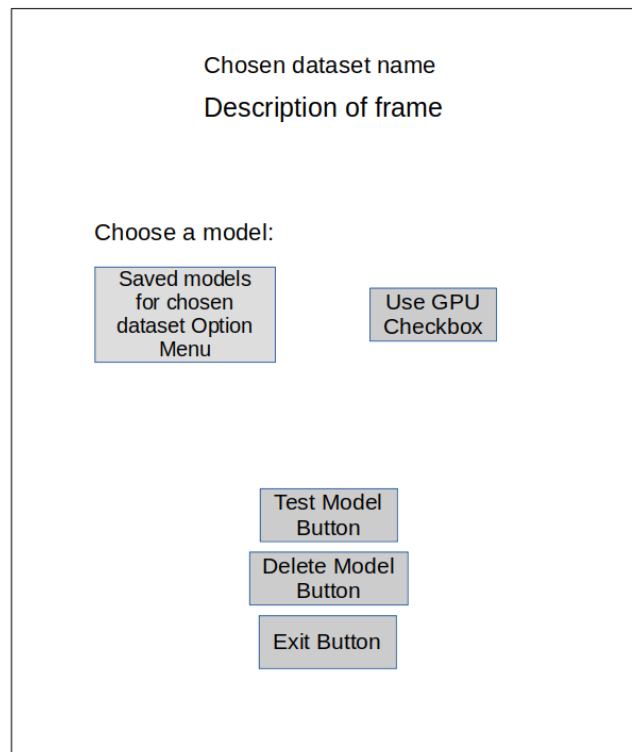 Chosen dataset name
Description of frame
Choose a model:
Saved models
for chosen
dataset Option
Menu
Use GPU
Checkbox
Test Model
Button
Delete Model
Button
Exit Button